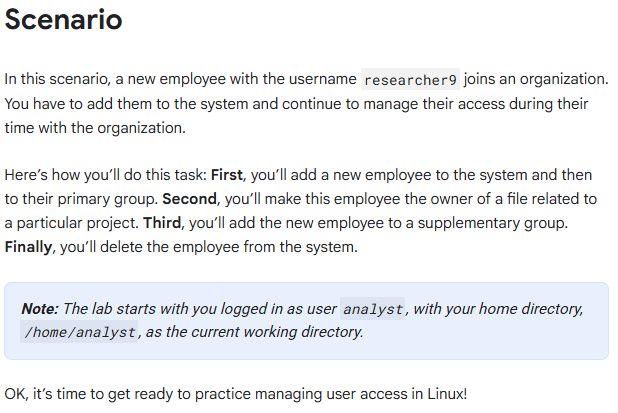 Scenario
In this scenario, a new employee with the username researcher9 joins an organization.
You have to add them to the system and continue to manage their access during their
time with the organization.
Here’s how you’ll do this task: First, you’ll add a new employee to the system and then
to their primary group. Second, you’ll make this employee the owner of a file related to
a particular project. Third, you’ll add the new employee to a supplementary group.
Finally, you’ll delete the employee from the system.
Note: The lab starts with you logged in as user analyst, with your home directory,
/home/analyst, as the current working directory.
OK, it’s time to get ready to practice managing user access in Linux!